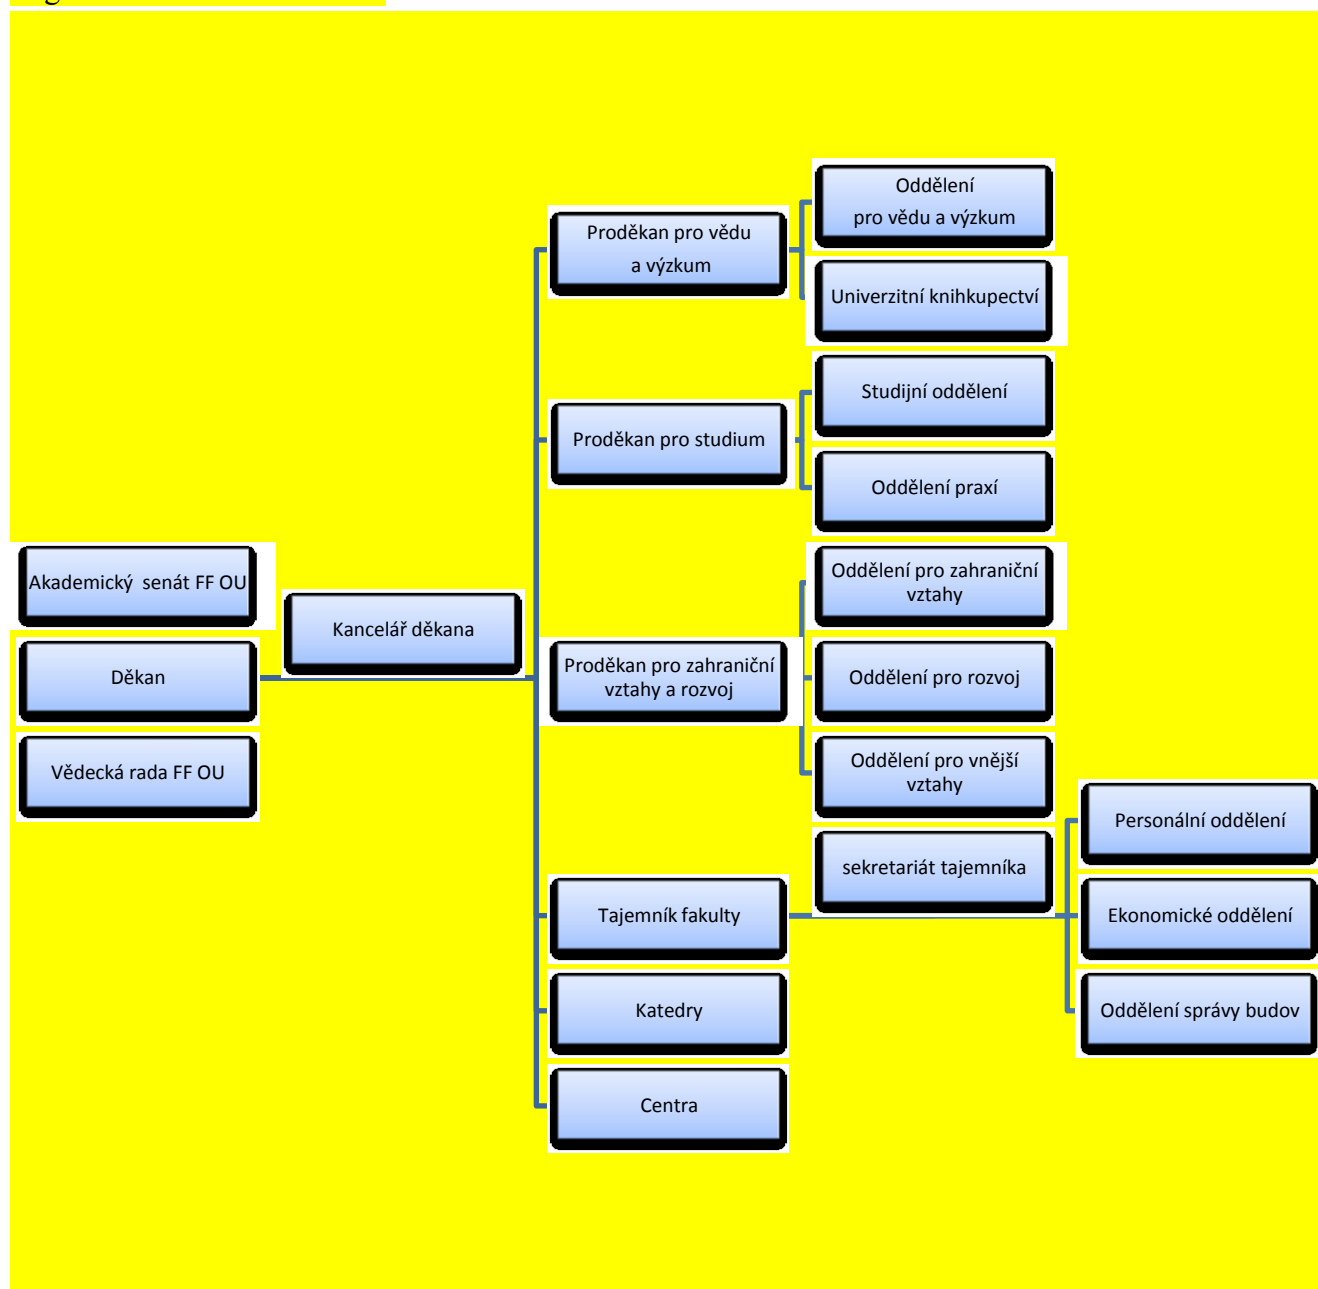 Oddělení
pro vědu a výzkum
Proděkan pro vědu
a výzkum
Univerzitní knihkupectví
Studijní oddělení
Proděkan pro studium
Oddělení praxí
Akademický senát FF OU
Kancelář děkana
Děkan
Vědecká rada FF OU
Oddělení pro zahraniční
vztahy
Proděkan pro zahraniční
vztahy a rozvoj
Oddělení pro rozvoj
Oddělení pro vnější
vztahy
sekretariát tajemníka
Personální oddělení
Tajemník fakulty
Ekonomické oddělení
Katedry
Oddělení správy budov
Centra